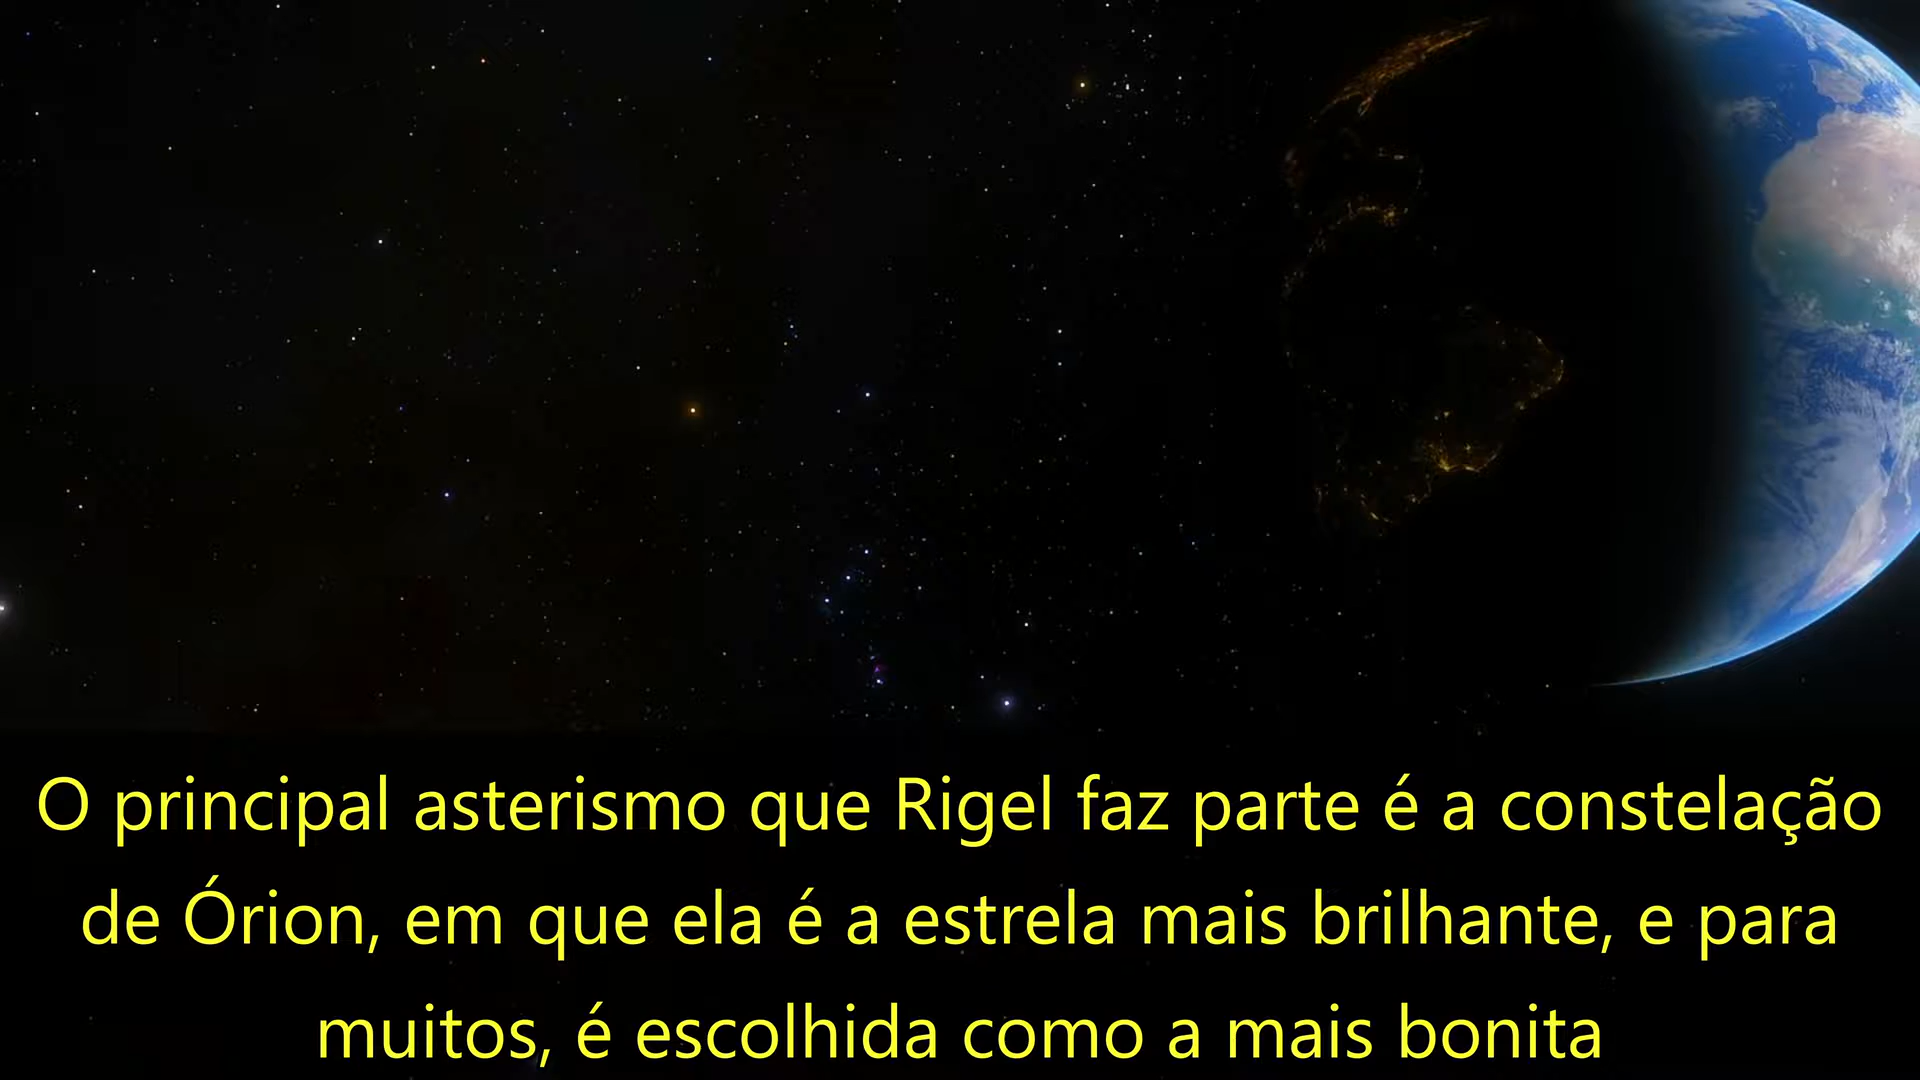 O principal asterismo que Rigel faz parte é a constelação
de Órion, em que ela é a estrela mais brilhante, e para
muitos, é escolhida como a mais bonita